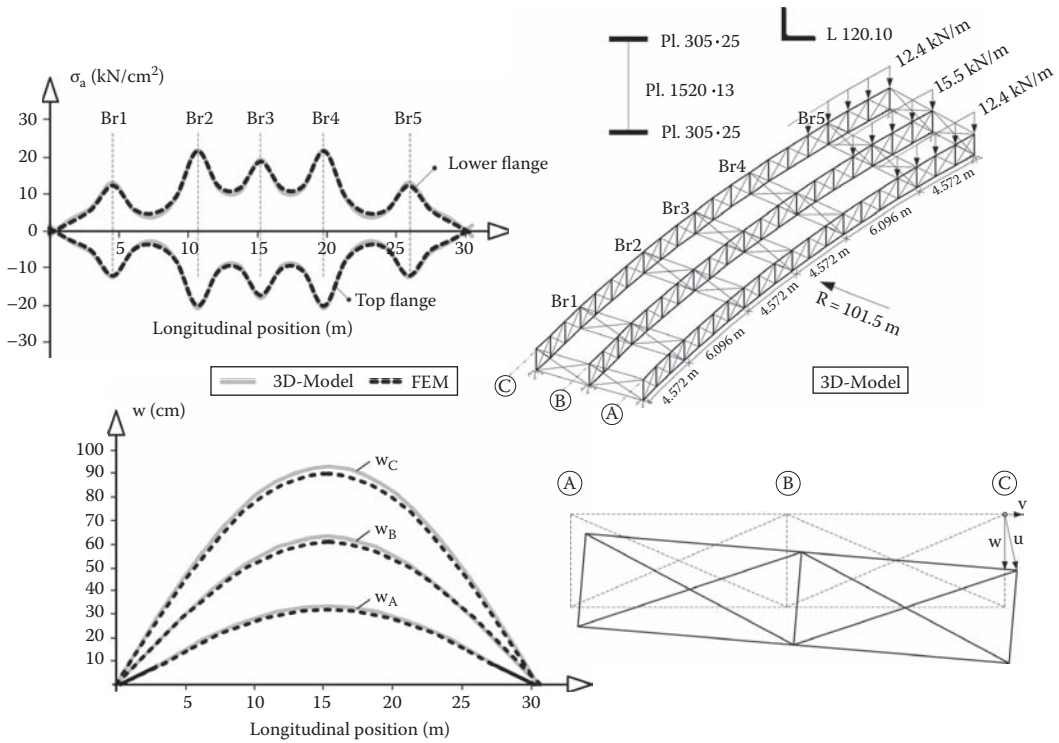 σa (kN/cm²)
Br1 Br2 Br3 Br4 Br5
30
20
10
0
−10
−20
−30
5 10 15 20 25 30
Lower flange
Top flange
Longitudinal position (m)
3D-Model FEM
Pl. 305·25
Pl. 1520·13
Pl. 305·25
L 120.10
12.4 kN/m
15.5 kN/m
12.4 kN/m
Br5
Br4
Br3
Br2
Br1
4.572 m
6.096 m
4.572 m
4.572 m
6.096 m
4.572 m
R = 101.5 m
C
B
A
3D-Model
w (cm)
100
90
80
70
60
50
40
30
20
10
wC
wB
wA
5 10 15 20 25 30
Longitudinal position (m)
A B C
v
w u